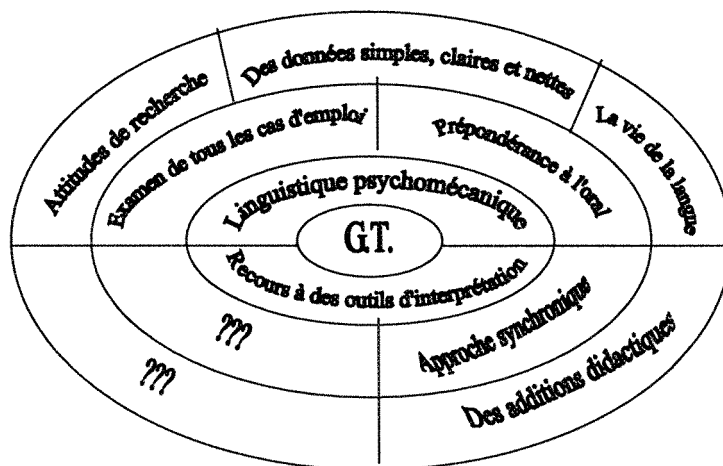 Des données simples, claires et nettes
Attitudes de recherche
La vie de la langue
Examen de tous les cas d'emploi
Prépondérance à l'oral
Linguistique psychomécanique
G.T.
Recours à des outils d'interprétation
???
Approche synchronique
???
Des additions didactiques